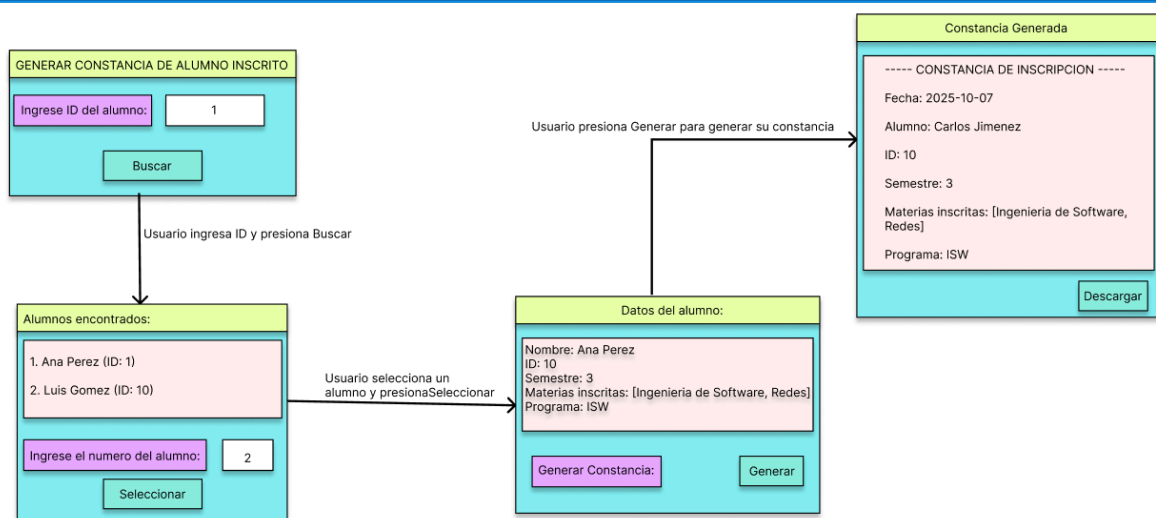 GENERAR CONSTANCIA DE ALUMNO INSCRITO
Ingrese ID del alumno:
1
Buscar
Usuario ingresa ID y presiona Buscar
Alumnos encontrados:
1. Ana Perez (ID: 1)
2. Luis Gomez (ID: 10)
Ingrese el numero del alumno:
2
Seleccionar
Usuario selecciona un
alumno y presionaSeleccionar
Datos del alumno:
Nombre: Ana Perez
ID: 10
Semestre: 3
Materias inscritas: [Ingenieria de Software, Redes]
Programa: ISW
Generar Constancia:
Generar
Usuario presiona Generar para generar su constancia
Constancia Generada
----- CONSTANCIA DE INSCRIPCION -----
Fecha: 2025-10-07
Alumno: Carlos Jimenez
ID: 10
Semestre: 3
Materias inscritas: [Ingenieria de Software,
Redes]
Programa: ISW
Descargar